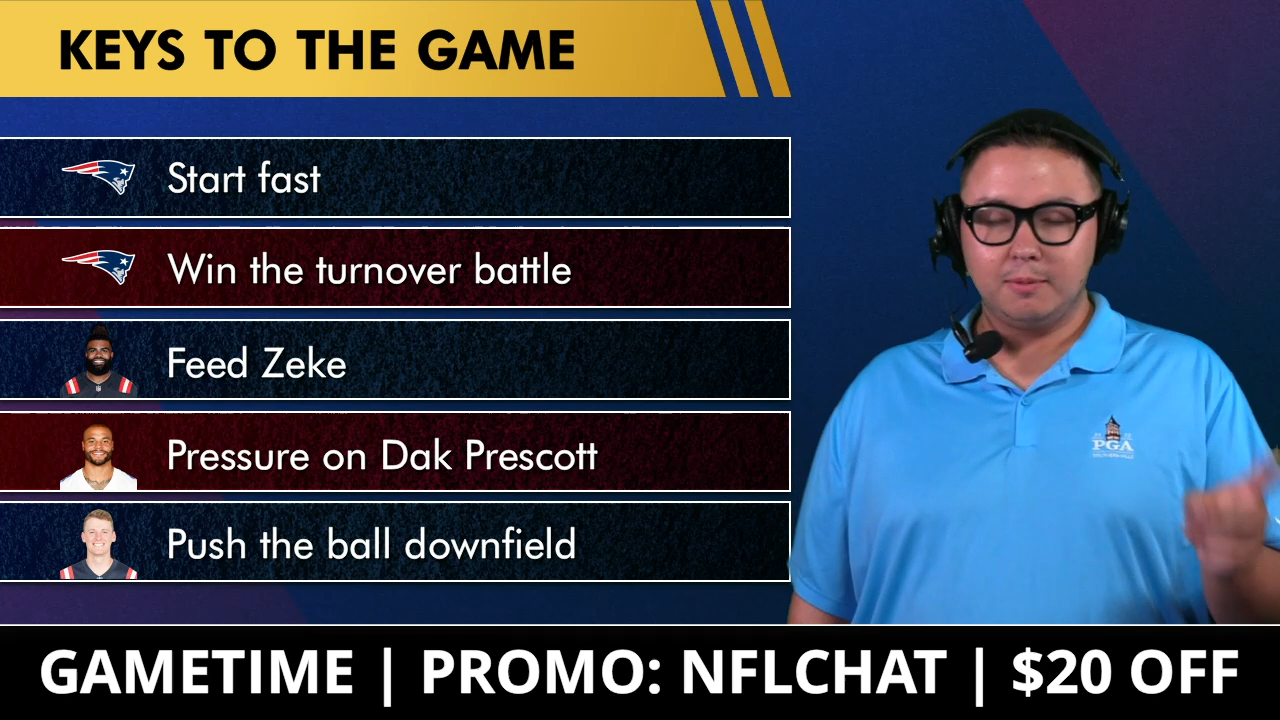 KEYS TO THE GAME
Start fast
Win the turnover battle
Feed Zeke
Pressure on Dak Prescott
Push the ball downfield
PGA
GAMETIME | PROMO: NFLCHAT | $20 OFF